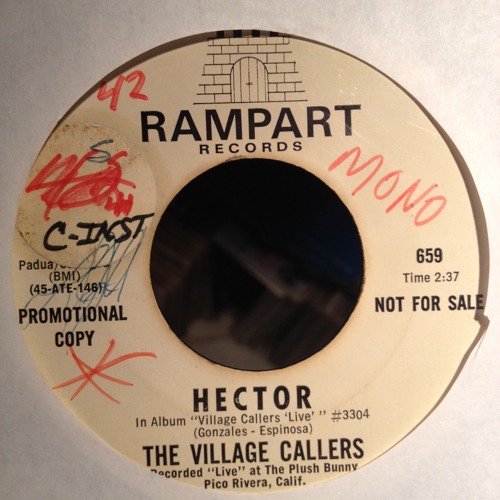 42
RAMPART
RECORDS
MONO
C-INST
Padua/
(BMI)
(45-ATE-146)
PROMOTIONAL
COPY
659
Time 2:37
NOT FOR SALE
HECTOR
In Album "Village Callers 'Live' " #3304
(Gonzales - Espinosa)
THE VILLAGE CALLERS
Recorded "Live" at The Plush Bunny
Pico Rivera, Calif.